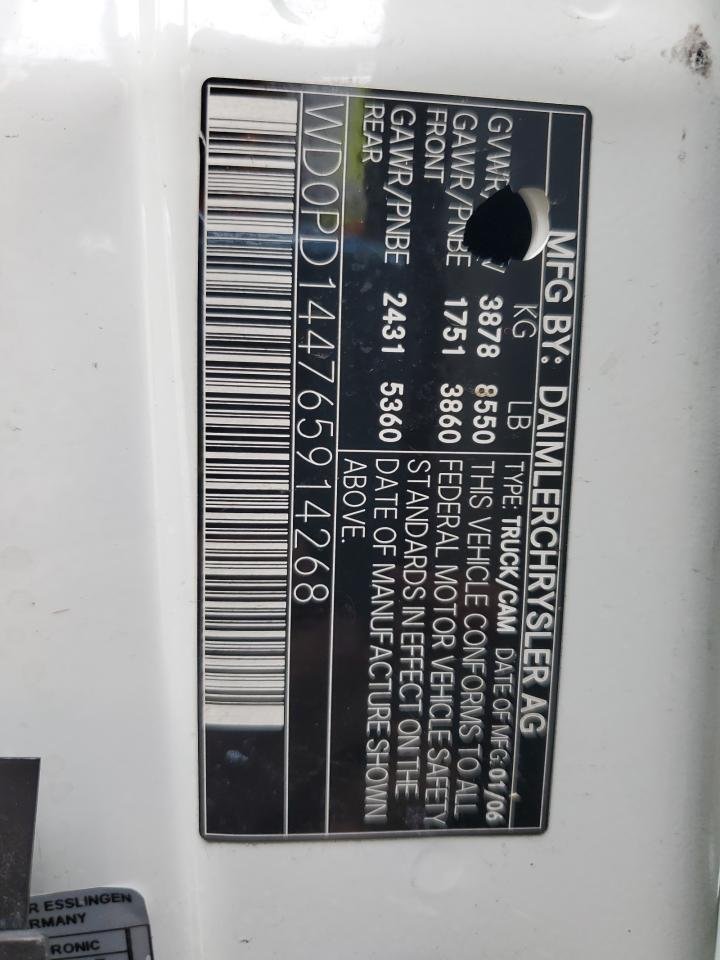 MFG BY: DAIMLERCHRYSLER AG
KG LB TYPE: TRUCK/CAM DATE OF MFG: 01/06
3878 8550 THIS VEHICLE CONFORMS TO ALL
GAWR/PNBE 1751 3860 FEDERAL MOTOR VEHICLE SAFETY
FRONT STANDARDS IN EFFECT ON THE
GAWR/PNBE 2431 5360 DATE OF MANUFACTURE SHOWN
REAR ABOVE.
WD0PD144765914268
ESSLINGEN